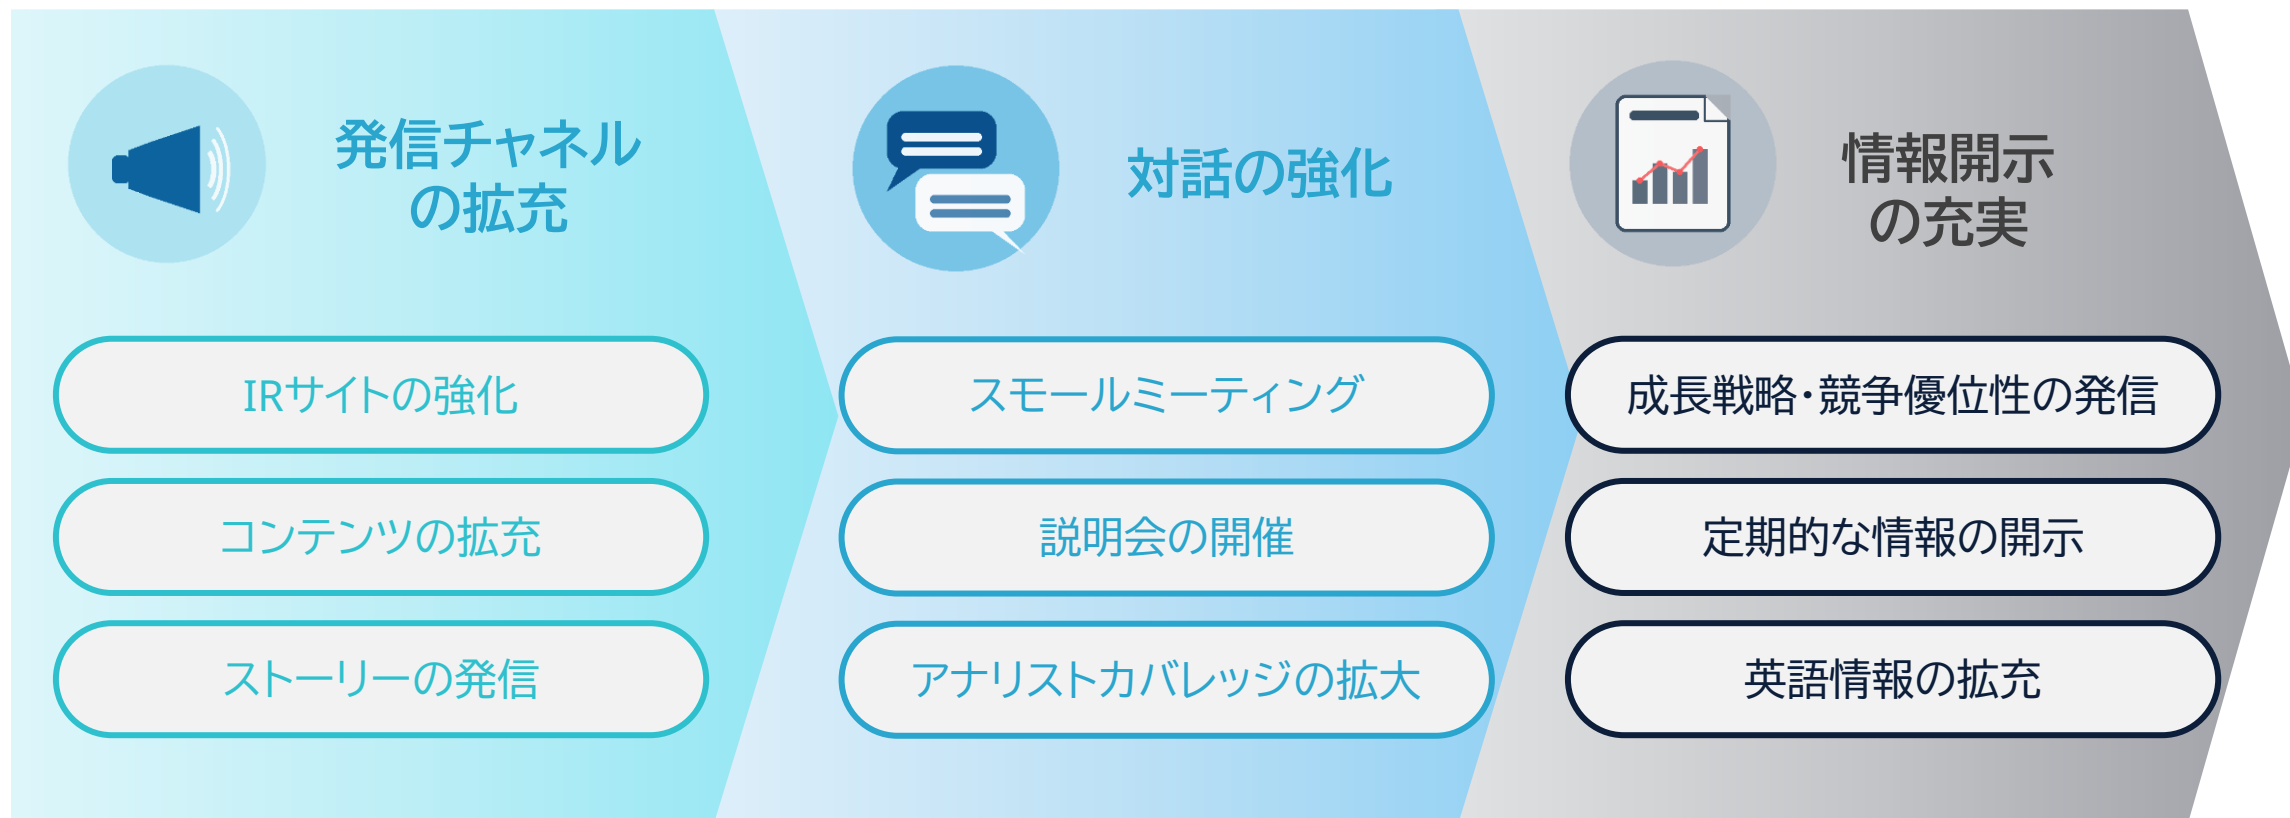 発信チャネル
の拡充
IRサイトの強化
コンテンツの拡充
ストーリーの発信
対話の強化
スモールミーティング
説明会の開催
アナリストカバレッジの拡大
情報開示
の充実
成長戦略・競争優位性の発信
定期的な情報の開示
英語情報の拡充